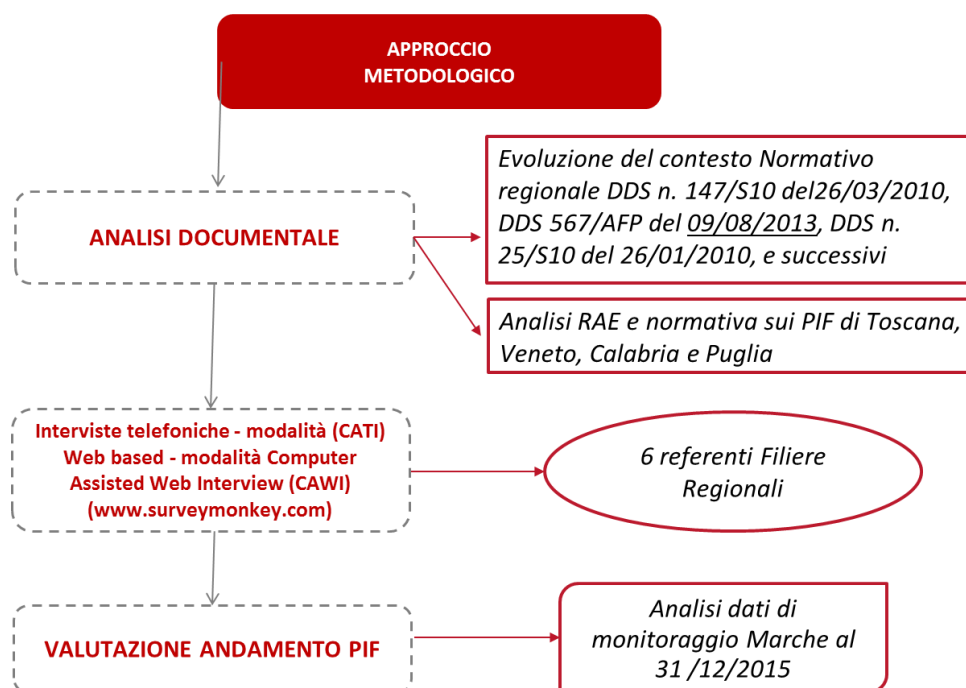 APPROCCIO
METODOLOGICO
ANALISI DOCUMENTALE
Evoluzione del contesto Normativo
regionale DDS n. 147/S10 del26/03/2010,
DDS 567/AFP del 09/08/2013, DDS n.
25/S10 del 26/01/2010, e successivi
Analisi RAE e normativa sui PIF di Toscana,
Veneto, Calabria e Puglia
Interviste telefoniche - modalità (CATI)
Web based - modalità Computer
Assisted Web Interview (CAWI)
(www.surveymonkey.com)
6 referenti Filiere
Regionali
VALUTAZIONE ANDAMENTO PIF
Analisi dati di
monitoraggio Marche al
31 /12/2015